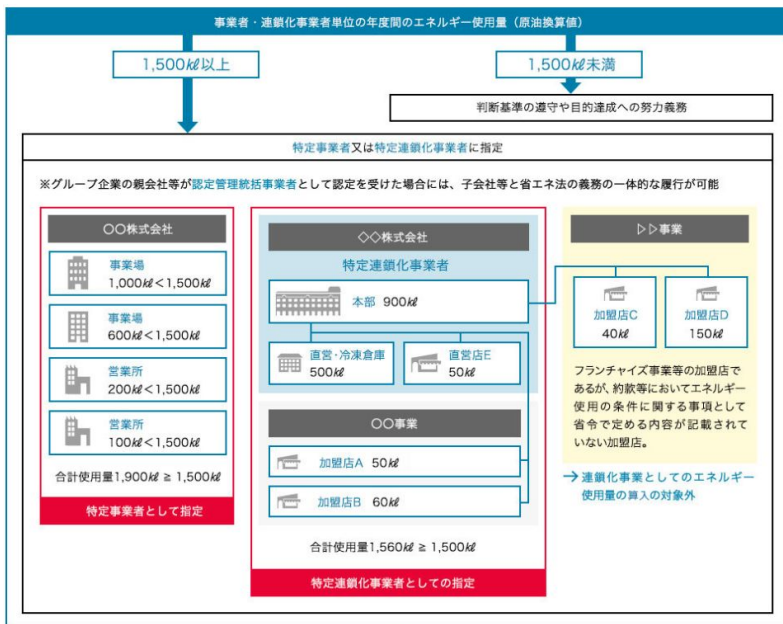 事業者・連鎖化事業者単位の年度間のエネルギー使用量（原油換算値）
1,500㎘以上
1,500㎘未満
判断基準の遵守や目的達成への努力義務
特定事業者又は特定連鎖化事業者に指定
※グループ企業の親会社等が認定管理統括事業者として認定を受けた場合には、子会社等と省エネ法の義務の一体的な履行が可能
〇〇株式会社
事業場
1,000㎘＜1,500㎘
事業場
600㎘＜1,500㎘
営業所
200㎘＜1,500㎘
営業所
100㎘＜1,500㎘
合計使用量1,900㎘ ≥ 1,500㎘
特定事業者として指定
◇◇株式会社
特定連鎖化事業者
本部 900㎘
直営・冷凍倉庫
500㎘
直営店E
50㎘
〇〇事業
加盟店A 50㎘
加盟店B 60㎘
合計使用量1,560㎘ ≥ 1,500㎘
特定連鎖化事業者としての指定
▷▷事業
加盟店C
40㎘
加盟店D
150㎘
フランチャイズ事業等の加盟店で
あるが、約款等においてエネルギー
使用の条件に関する事項として
省令で定める内容が記載されて
いない加盟店。
→連鎖化事業としてのエネルギー
使用量の算入の対象外